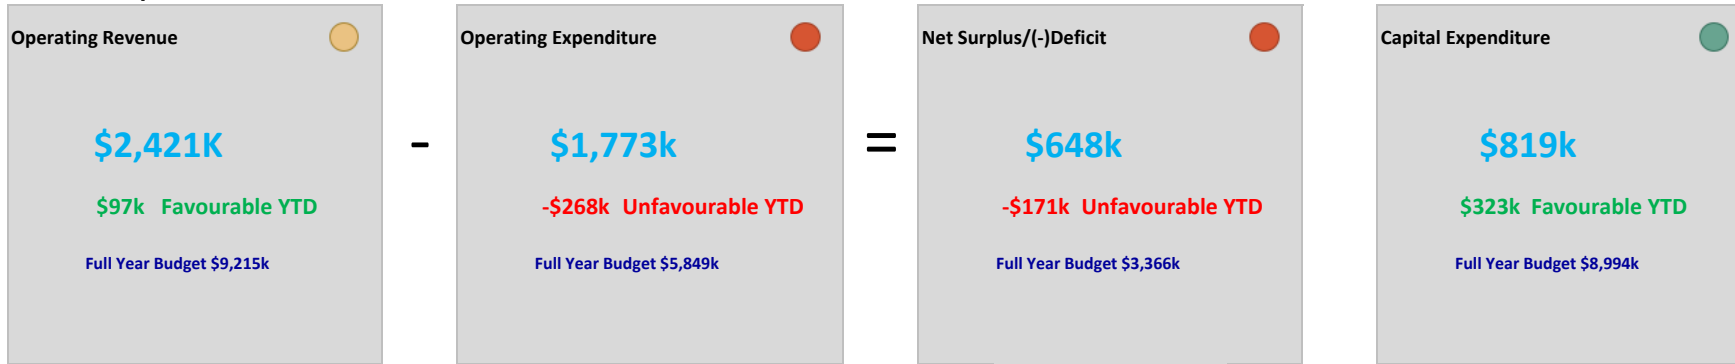 Operating Revenue
$2,421K
$97k Favourable YTD
Full Year Budget $9,215k
-
Operating Expenditure
$1,773k
-$268k Unfavourable YTD
Full Year Budget $5,849k
=
Net Surplus/(-)Deficit
$648k
-$171k Unfavourable YTD
Full Year Budget $3,366k
Capital Expenditure
$819k
$323k Favourable YTD
Full Year Budget $8,994k